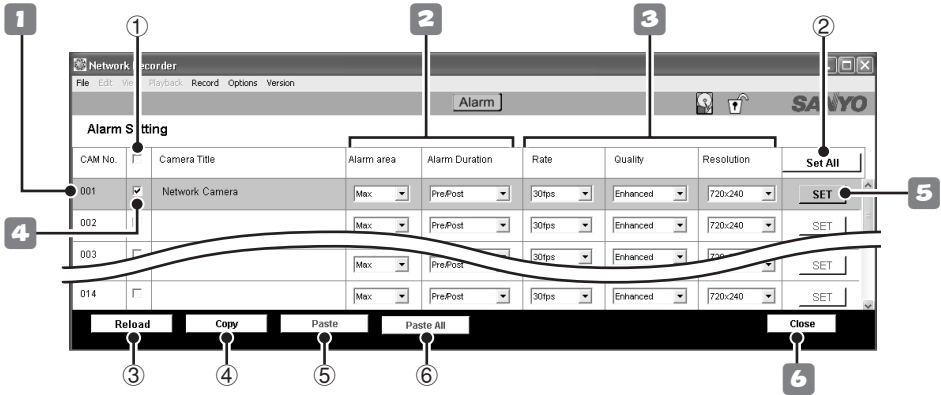 1 ① 2 3 ②
Network Recorder
File Edit View Playback Record Options Version
Alarm SANYO
Alarm Setting
CAM No. Camera Title Alarm area Alarm Duration Rate Quality Resolution Set All
001 Network Camera Max Pre/Post 30fps Enhanced 720x240 SET 5
4
002 Max Pre/Post 30fps Enhanced 720x240 SET
003 Max Pre/Post 30fps Enhanced SET
014 Max Pre/Post 30fps Enhanced 720x240 SET
Reload Copy Paste Paste All Close
③ ④ ⑤ ⑥ 6